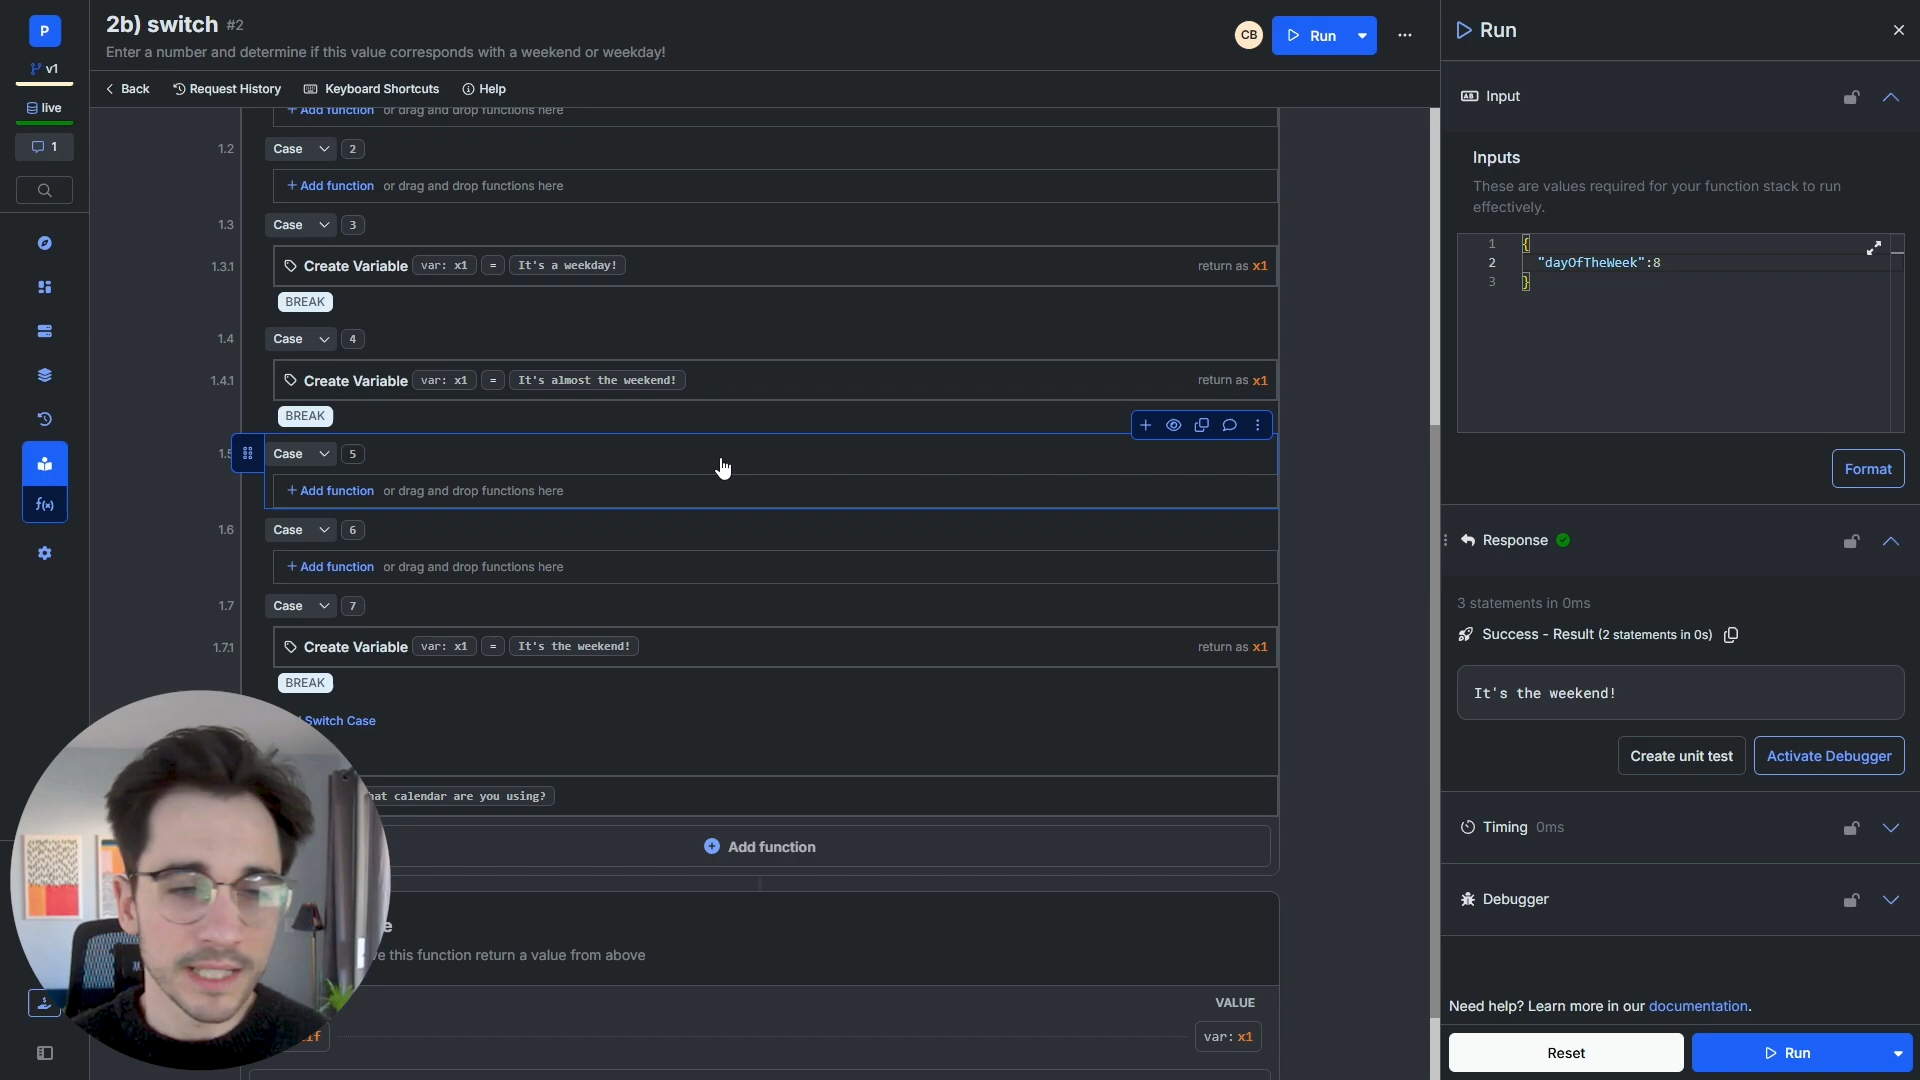 P
2b) switch #2
Enter a number and determine if this value corresponds with a weekend or weekday!
CB
Run
v1
live
1
Back
Request History
Keyboard Shortcuts
Help
+ Add function or drag and drop functions here
1.2 Case 2
+ Add function or drag and drop functions here
1.3 Case 3
1.3.1 Create Variable var: x1 = It's a weekday! return as x1
BREAK
1.4 Case 4
1.4.1 Create Variable var: x1 = It's almost the weekend! return as x1
BREAK
Case 5
+ Add function or drag and drop functions here
1.6 Case 6
+ Add function or drag and drop functions here
1.7 Case 7
1.7.1 Create Variable var: x1 = It's the weekend! return as x1
BREAK
Switch Case
hat calendar are you using?
Add function
e this function return a value from above
VALUE
var: x1
f(x)
Run
Input
Inputs
These are values required for your function stack to run
effectively.
1 {
2 "dayOfTheWeek":8
3 }
Format
Response
3 statements in 0ms
Success - Result (2 statements in 0s)
It's the weekend!
Create unit test
Activate Debugger
Timing 0ms
Debugger
Need help? Learn more in our documentation.
Reset
Run